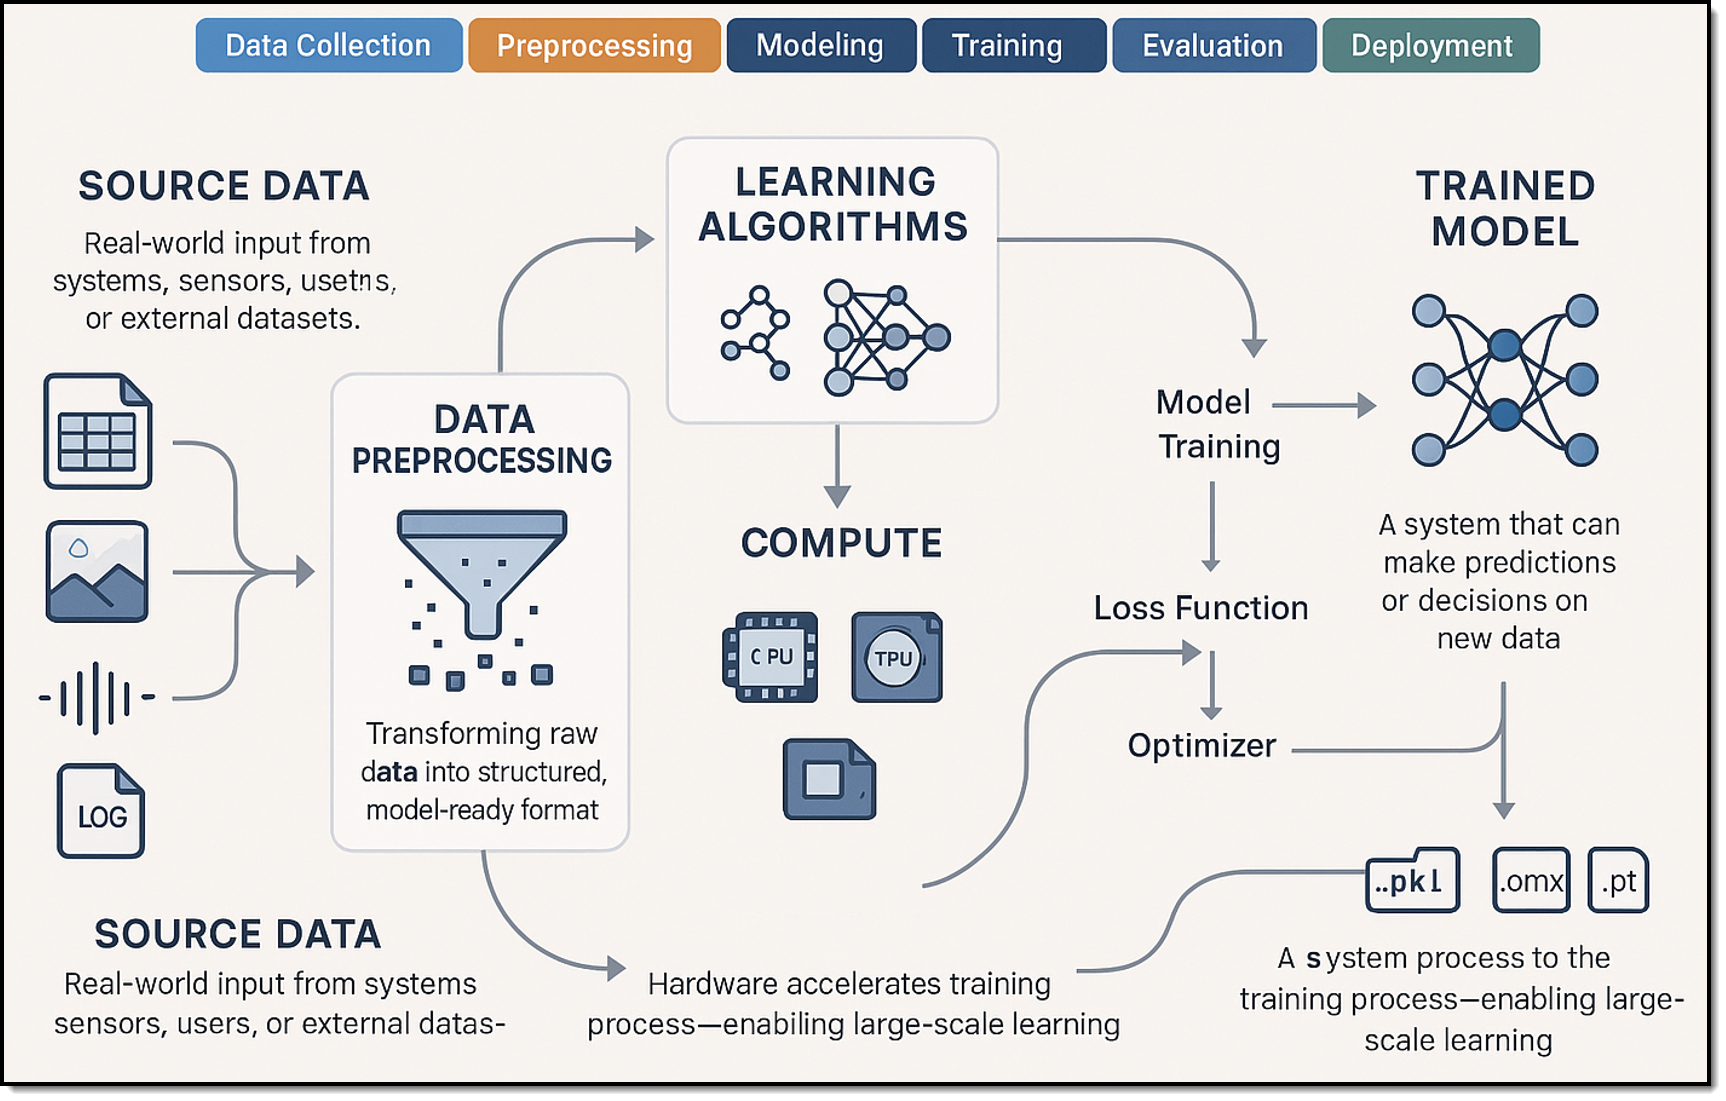 Data Collection
Preprocessing
Modeling
Training
Evaluation
Deployment
SOURCE DATA
Real-world input from
systems, sensors,
or external datasets.
LOG
SOURCE DATA
Real-world input from systems
sensors, users, or external datas-
DATA
PREPROCESSING
Transforming raw
data into structured,
model-ready format
LEARNING
ALGORITHMS
COMPUTE
C PU
TPU
Hardware accelerates training
process—enabiling large-scale learning
Model
Training
Loss Function
Optimizer
TRAINED
MODEL
A system that can
make predictions
or decisions on
new data
..pkl
.omx
.pt
A system process to the
training process—enabling large-
scale learning